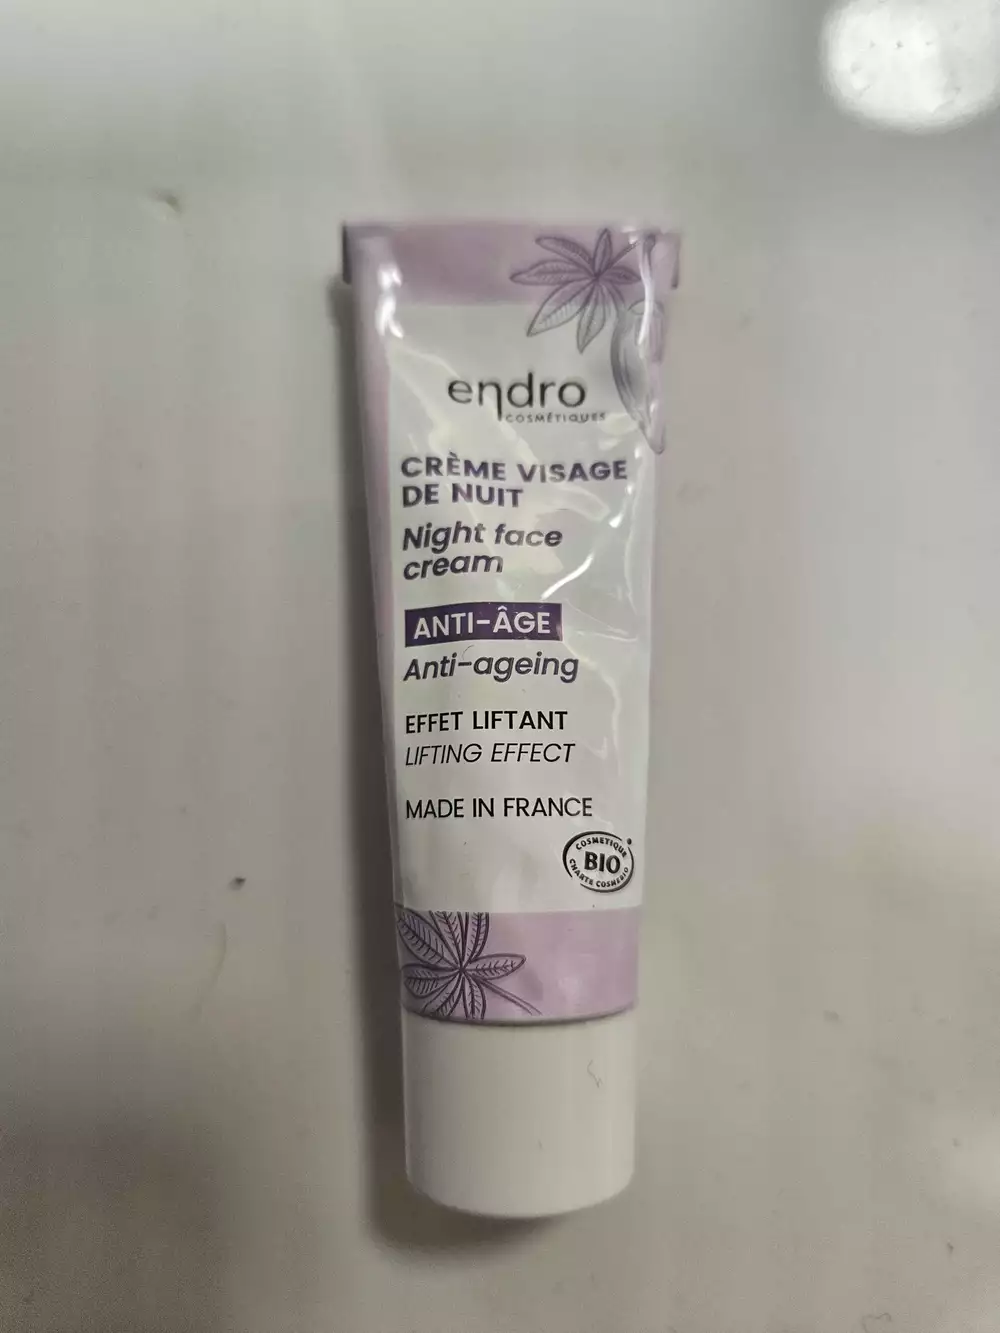 endro
COSMÉTIQUES
CRÈME VISAGE
DE NUIT
Night face
cream
ANTI-ÂGE
Anti-ageing
EFFET LIFTANT
LIFTING EFFECT
MADE IN FRANCE
COSMETIQUE
BIO
CHARTE COSMEBIO